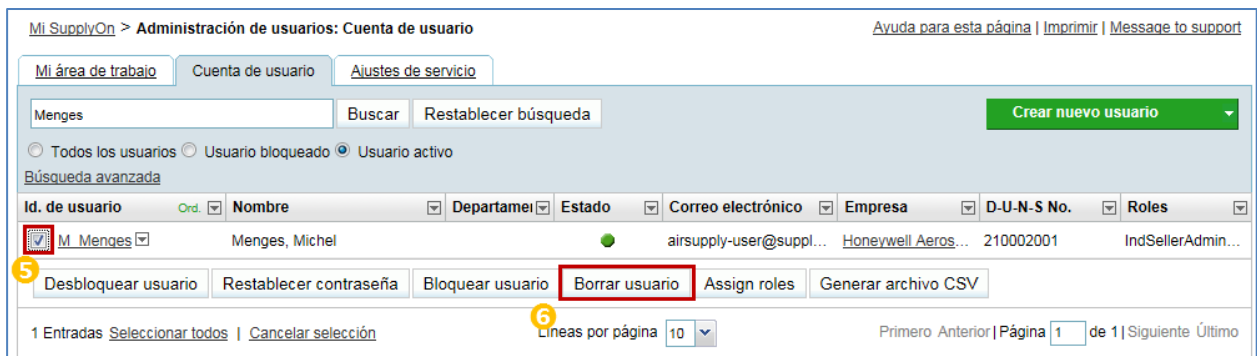 Mi SupplyOn > Administración de usuarios: Cuenta de usuario Ayuda para esta página | Imprimir | Message to support
Mi área de trabajo Cuenta de usuario Ajustes de servicio
Menges Buscar Restablecer búsqueda Crear nuevo usuario
Todos los usuarios Usuario bloqueado Usuario activo
Búsqueda avanzada
Id. de usuario Ord. Nombre Departamei Estado Correo electrónico Empresa D-U-N-S No. Roles
M_Menges Menges, Michel airsupply-user@suppl... Honeywell Aeros... 210002001 IndSellerAdmin...
5
Desbloquear usuario Restablecer contraseña Bloquear usuario Borrar usuario Assign roles Generar archivo CSV
6
1 Entradas Seleccionar todos | Cancelar selección Líneas por página 10 Primero Anterior | Página 1 de 1 | Siguiente Último